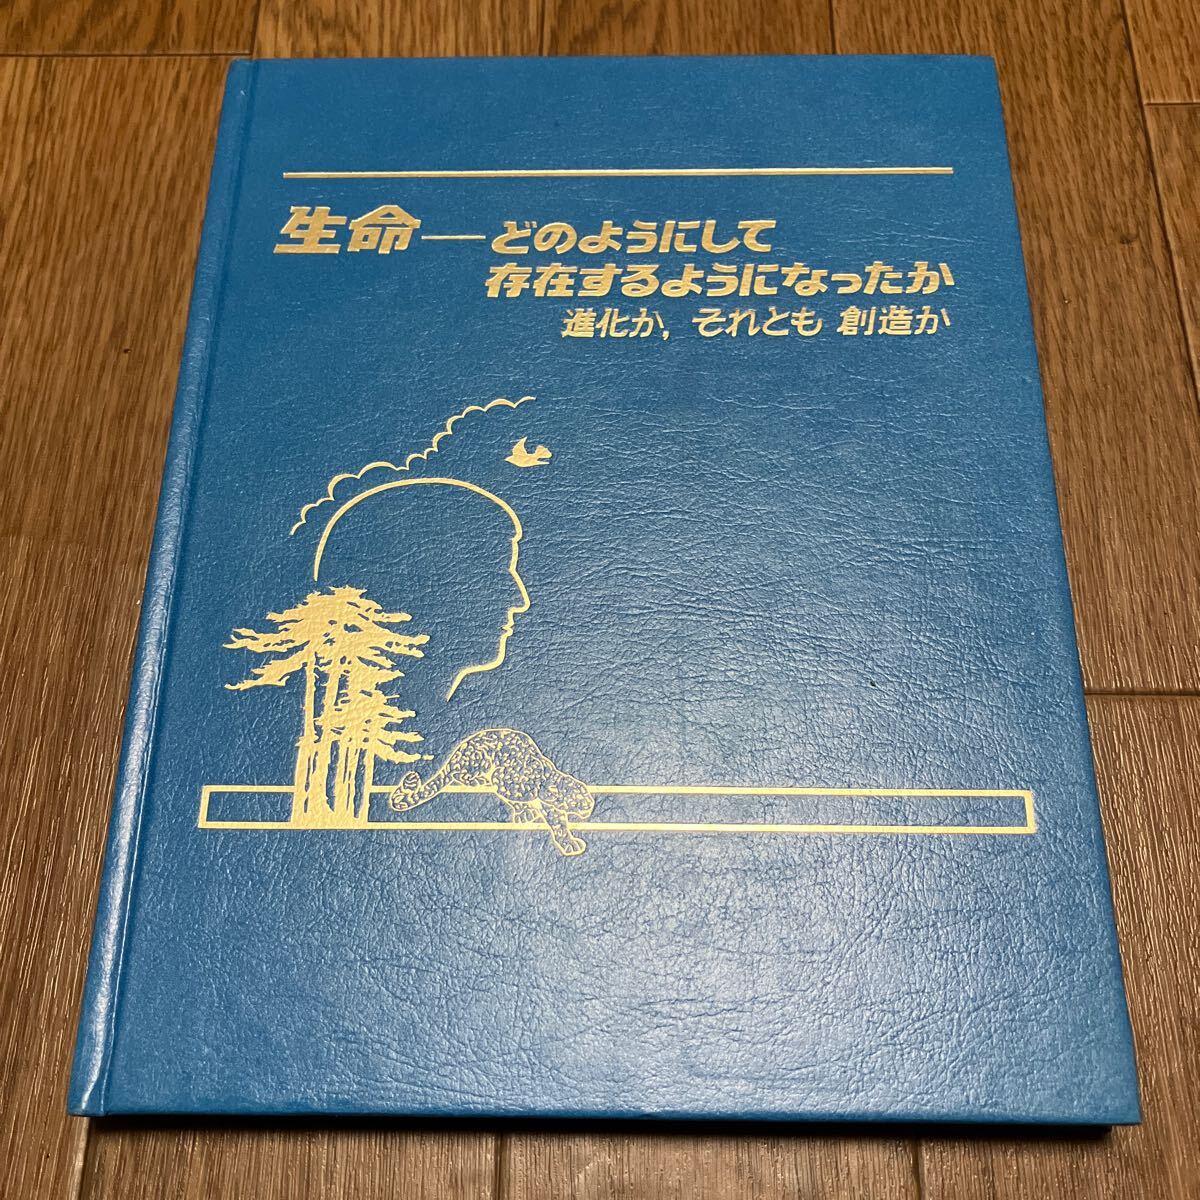 生命―どのようにして
存在するようになったか
進化か，それとも 創造か